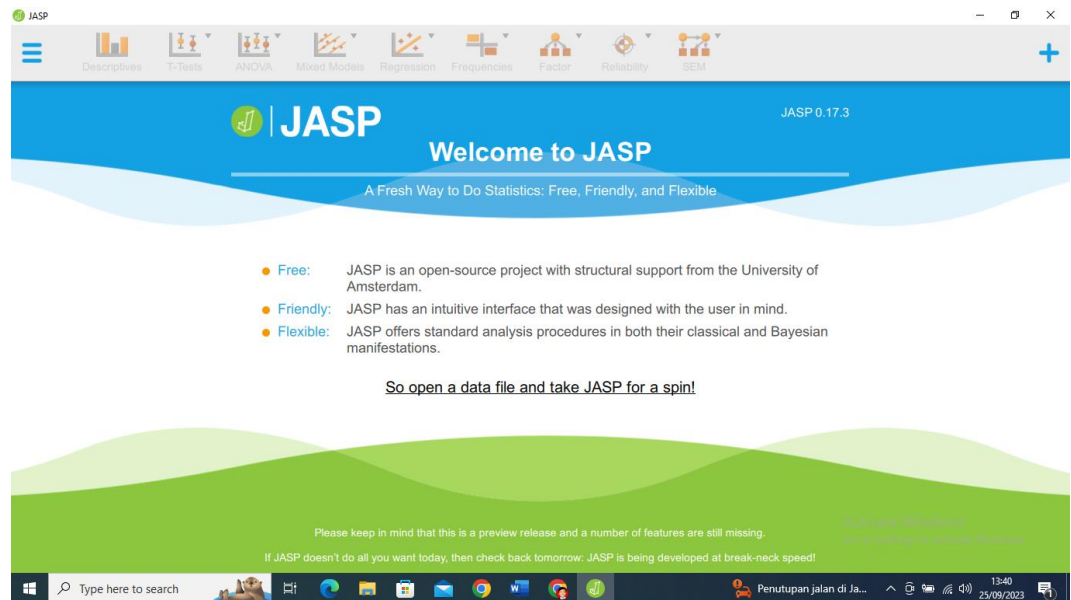 JASP
Descriptives
T-Tests
ANOVA
Mixed Models
Regression
Frequencies
Factor
Reliability
SEM
JASP
JASP 0.17.3
Welcome to JASP
A Fresh Way to Do Statistics: Free, Friendly, and Flexible
Free: JASP is an open-source project with structural support from the University of
Amsterdam.
Friendly: JASP has an intuitive interface that was designed with the user in mind.
Flexible: JASP offers standard analysis procedures in both their classical and Bayesian
manifestations.
So open a data file and take JASP for a spin!
Please keep in mind that this is a preview release and a number of features are still missing.
If JASP doesn't do all you want today, then check back tomorrow: JASP is being developed at break-neck speed!
Type here to search
Penutupan jalan di Ja...
13:40
25/09/2023